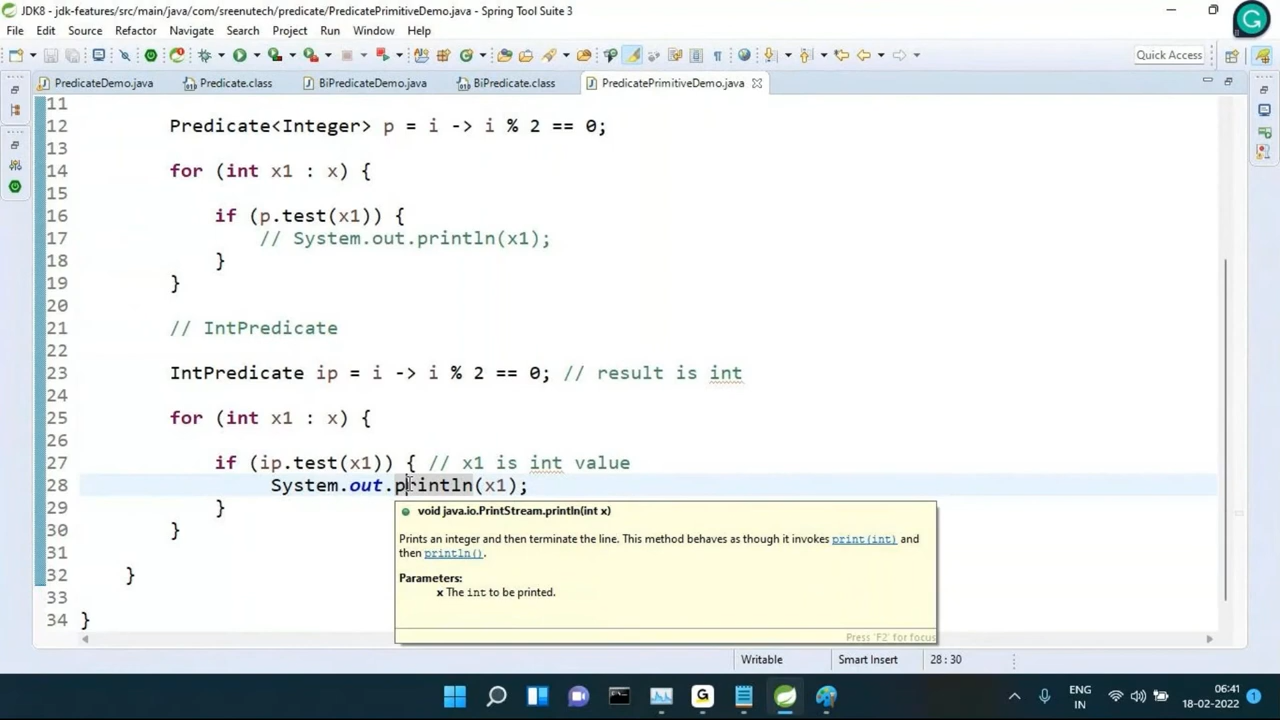 JDK8 - jdk-features/src/main/java/com/sreenutech/predicate/PredicatePrimitiveDemo.java - Spring Tool Suite 3
File Edit Source Refactor Navigate Search Project Run Window Help
Quick Access
PredicateDemo.java Predicate.class BiPredicateDemo.java BiPredicate.class PredicatePrimitiveDemo.java
11
12 Predicate<Integer> p = i -> i % 2 == 0;
13
14 for (int x1 : x) {
15
16 if (p.test(x1)) {
17 // System.out.println(x1);
18 }
19 }
20
21 // IntPredicate
22
23 IntPredicate ip = i -> i % 2 == 0; // result is int
24
25 for (int x1 : x) {
26
27 if (ip.test(x1)) { // x1 is int value
28 System.out.println(x1);
29 }
30 }
31
32 }
33
34 }
void java.io.PrintStream.println(int x)
Prints an integer and then terminate the line. This method behaves as though it invokes print(int) and
then println().
Parameters:
x The int to be printed.
Press 'F2' for focus
Writable Smart Insert 28 : 30
ENG
IN
06:41
18-02-2022
1